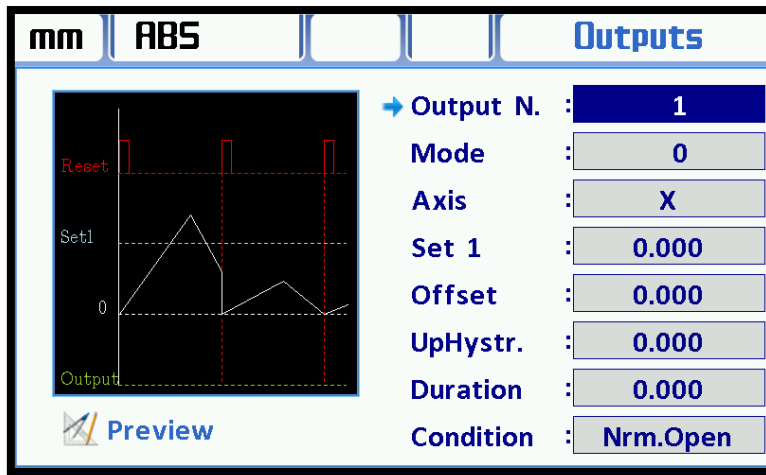 mm ABS Outputs
Reset
Set1
0
Output
Preview
Output N. : 1
Mode : 0
Axis : X
Set 1 : 0.000
Offset : 0.000
UpHystr. : 0.000
Duration : 0.000
Condition : Nrm.Open